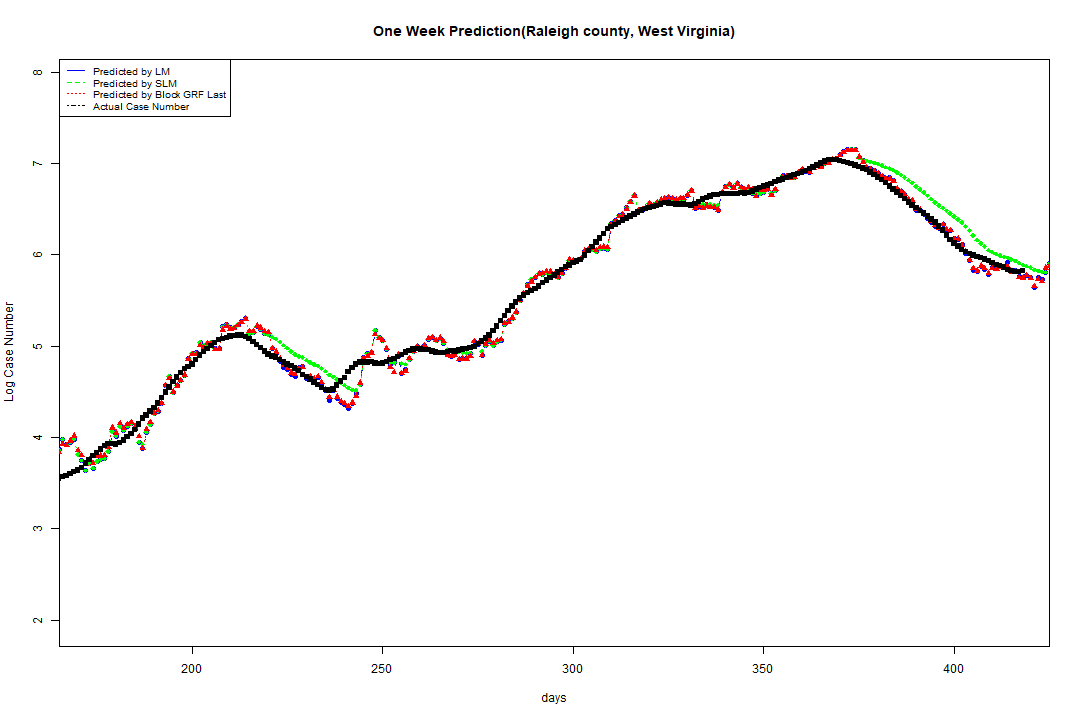 One Week Prediction(Raleigh county, West Virginia)
Predicted by LM
Predicted by SLM
Predicted by Block GRF Last
Actual Case Number
8
7
6
5
4
3
2
Log Case Number
200 250 300 350 400
days